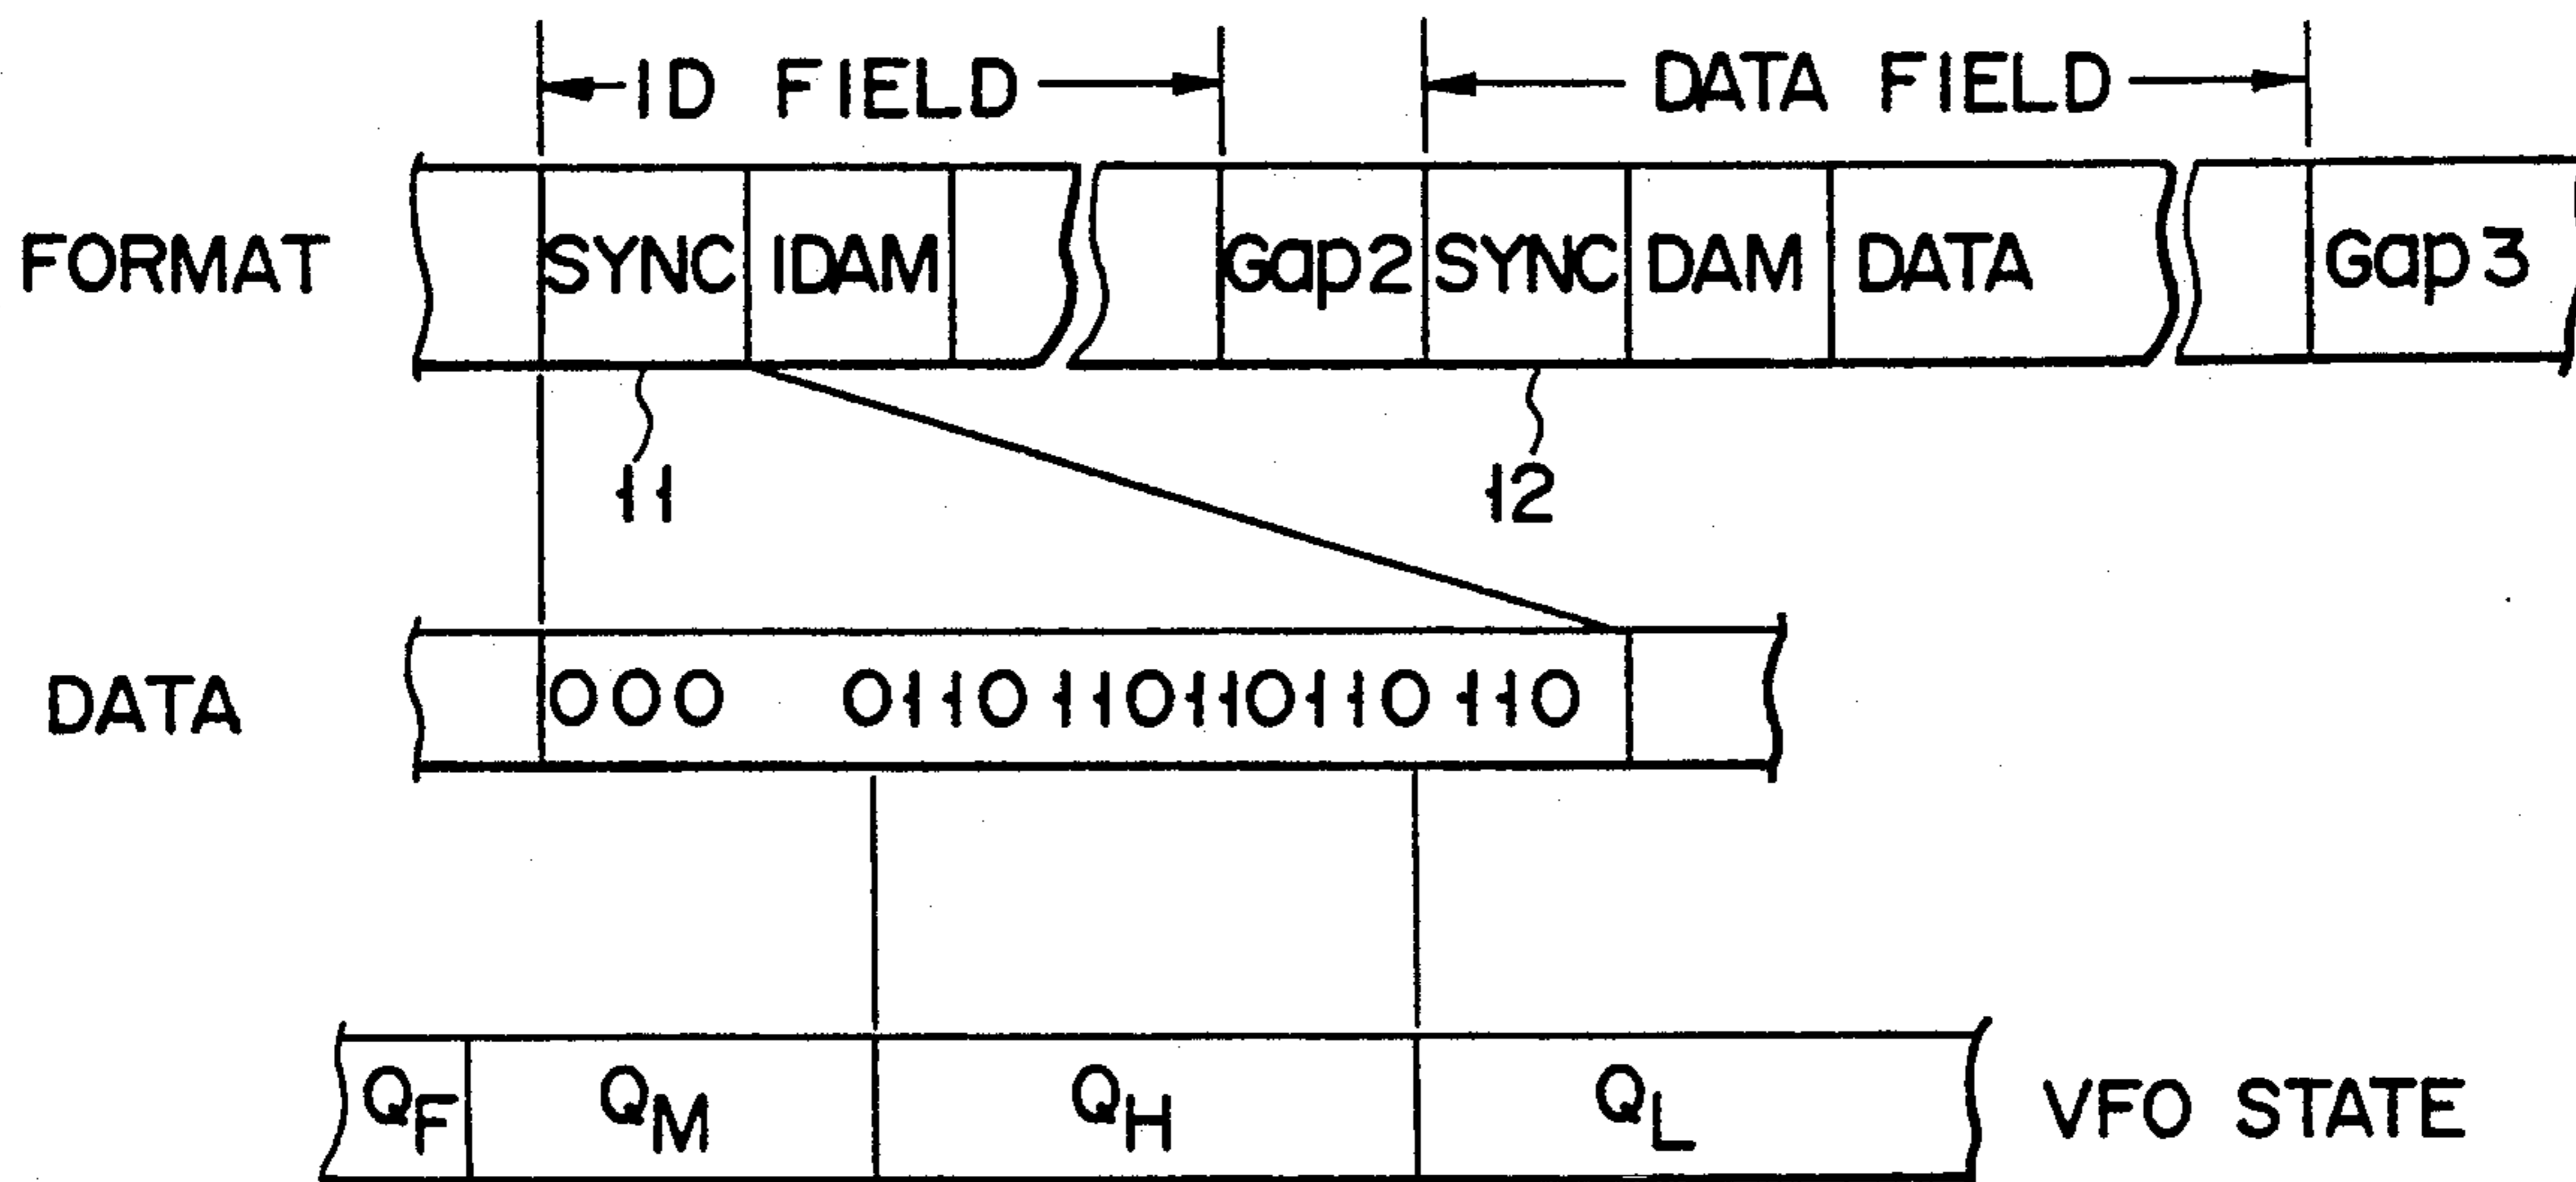 ID FIELD DATA FIELD
FORMAT SYNC IDAM Gap2 SYNC DAM DATA Gap3
11 12
DATA 000 0110110110110110
QF QM QH QL VFO STATE